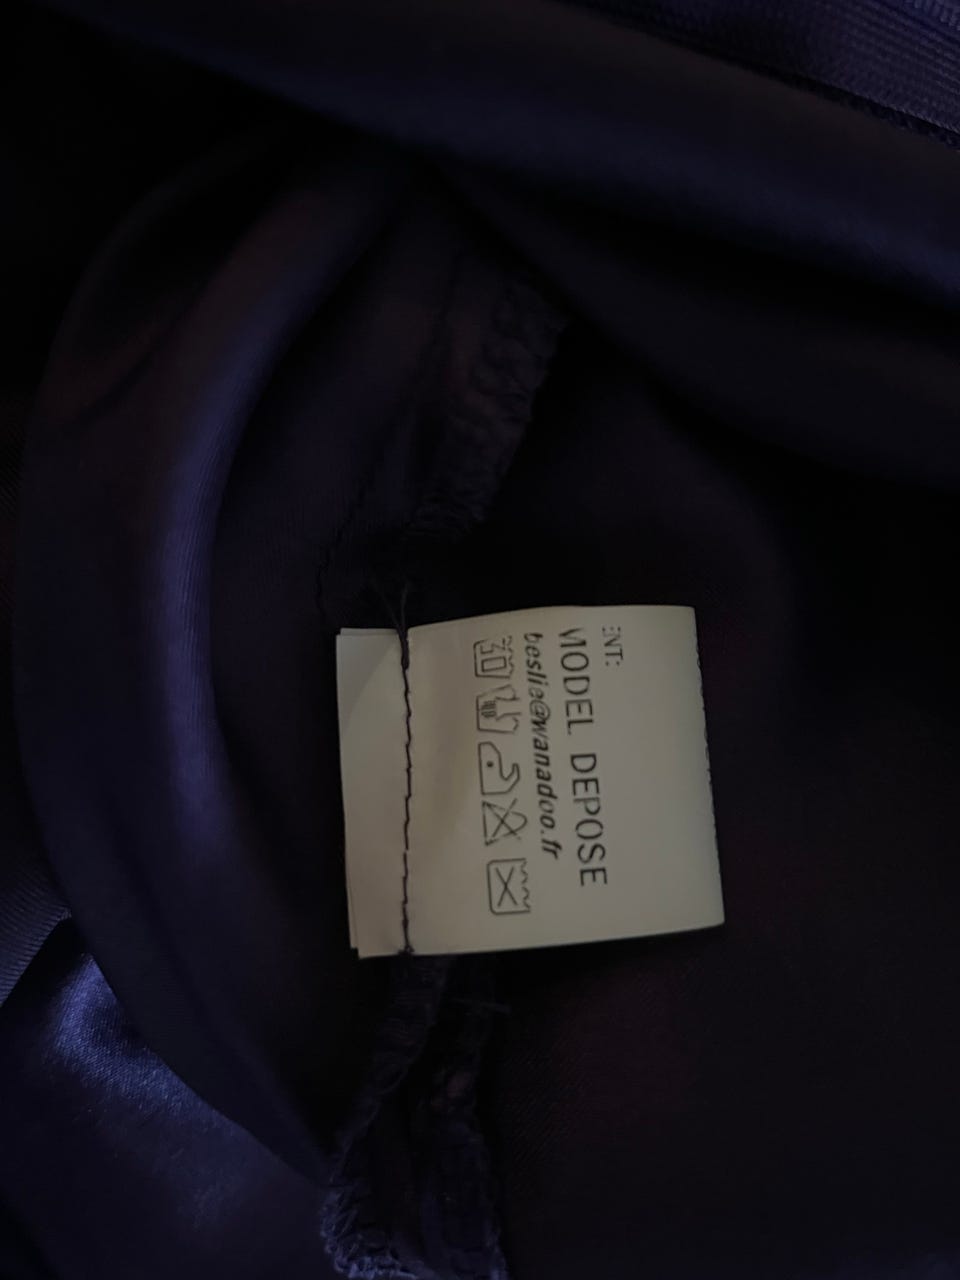 ENT:
MODEL DEPOSE
beslie@wanadoo.fr